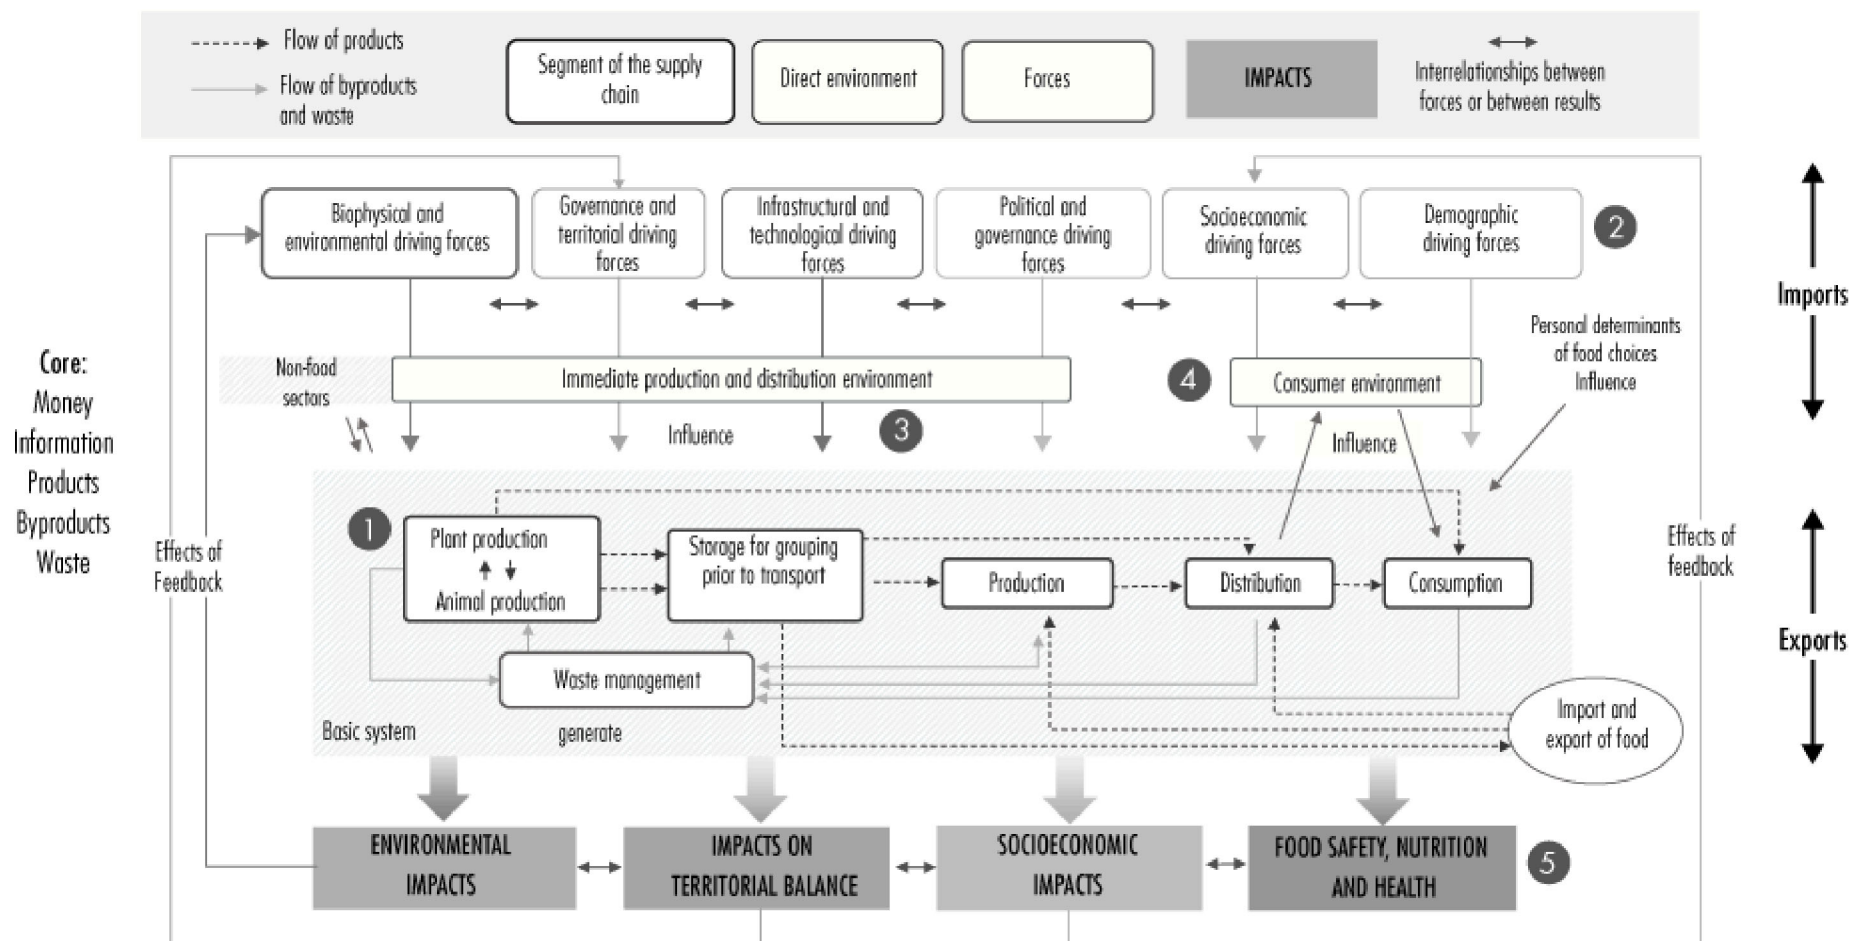 Flow of products
Flow of byproducts
and waste
Segment of the supply
chain
Direct environment
Forces
IMPACTS
Interrelationships between
forces or between results
Biophysical and
environmental driving forces
Governance and
territorial driving
forces
Infrastructural and
technological driving
forces
Political and
governance driving
forces
Socioeconomic
driving forces
Demographic
driving forces
2
Imports
Personal determinants
of food choices
Influence
Core:
Money
Information
Products
Byproducts
Waste
Non-food
sectors
Immediate production and distribution environment
4
Consumer environment
Influence
3
Influence
1
Plant production
Animal production
Storage for grouping
prior to transport
Production
Distribution
Consumption
Effects of
Feedback
Effects of
feedback
Exports
Waste management
Basic system
generate
Import and
export of food
ENVIRONMENTAL
IMPACTS
IMPACTS ON
TERRITORIAL BALANCE
SOCIOECONOMIC
IMPACTS
FOOD SAFETY, NUTRITION
AND HEALTH
5